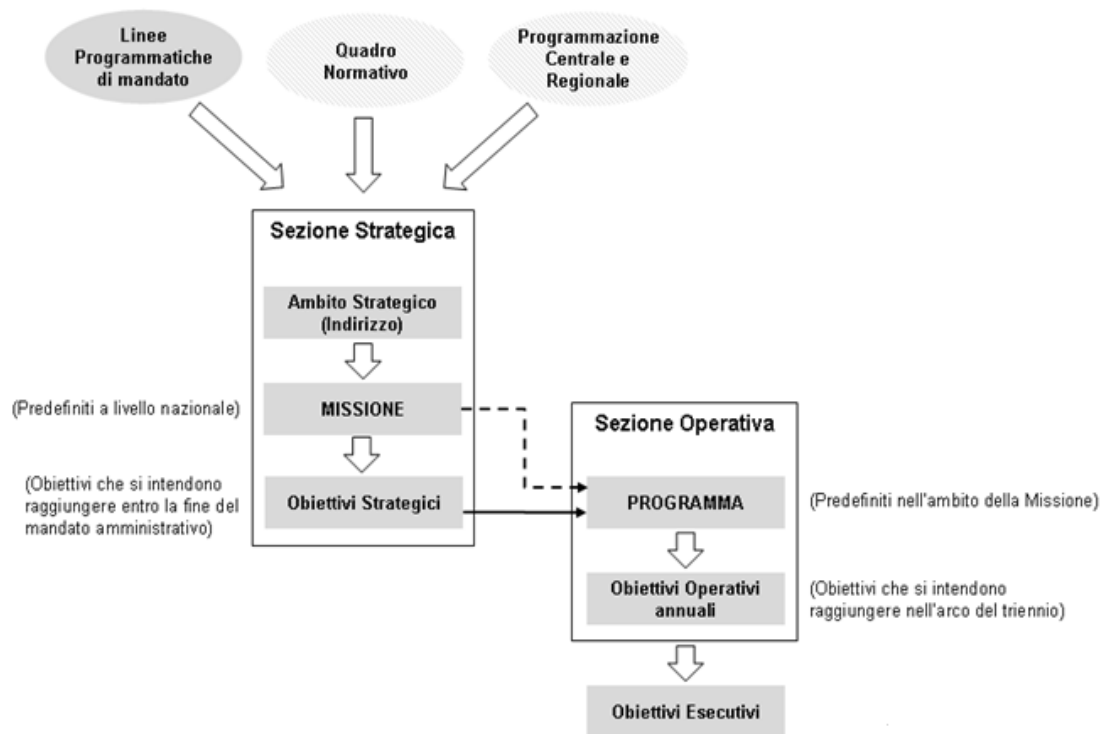 Linee
Programmatiche
di mandato
Quadro
Normativo
Programmazione
Centrale e
Regionale
Sezione Strategica
Ambito Strategico
(Indirizzo)
(Predefiniti a livello nazionale)
MISSIONE
Sezione Operativa
(Obiettivi che si intendono
raggiungere entro la fine del
mandato amministrativo)
Obiettivi Strategici
PROGRAMMA
(Predefiniti nell'ambito della Missione)
Obiettivi Operativi
annuali
(Obiettivi che si intendono
raggiungere nell'arco del triennio)
Obiettivi Esecutivi